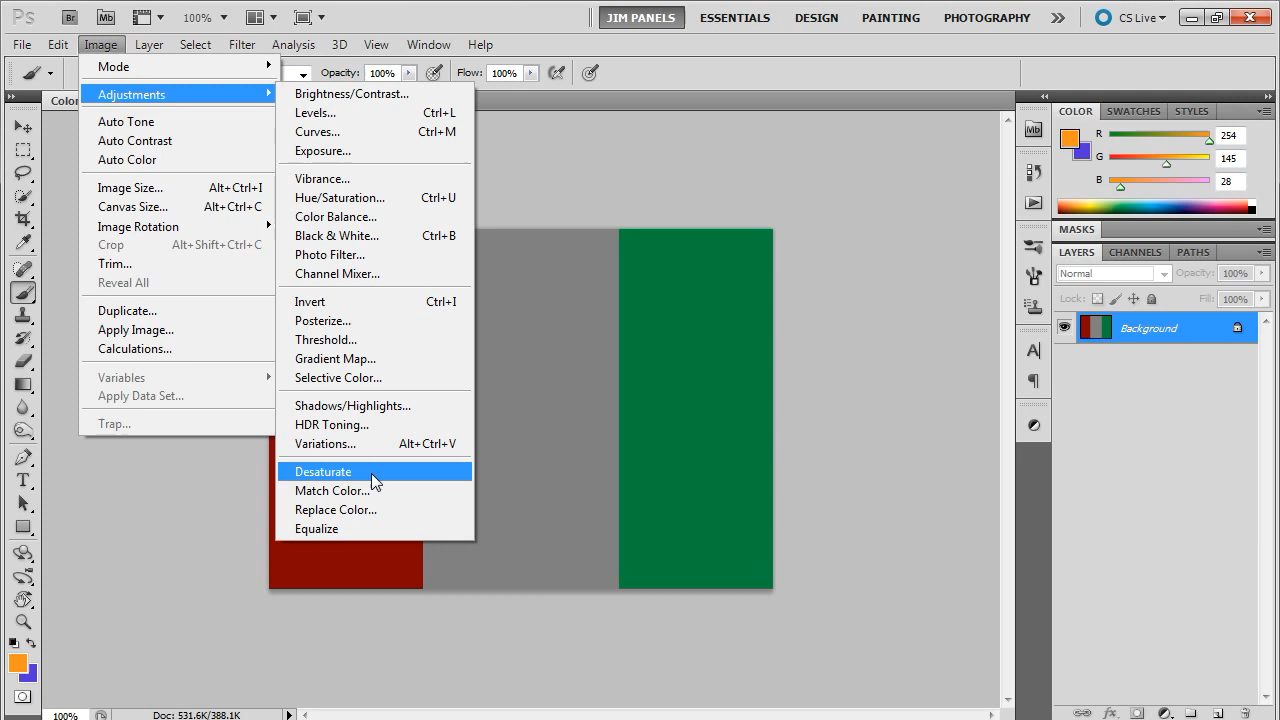 Ps Br Mb 100% JIM PANELS ESSENTIALS DESIGN PAINTING PHOTOGRAPHY CS Live
File Edit Image Layer Select Filter Analysis 3D View Window Help
Opacity: 100% Flow: 100%
Mode
Adjustments
Auto Tone
Auto Contrast
Auto Color
Image Size... Alt+Ctrl+I
Canvas Size... Alt+Ctrl+C
Image Rotation
Crop Alt+Shift+Ctrl+C
Trim...
Reveal All
Duplicate...
Apply Image...
Calculations...
Variables
Apply Data Set...
Trap...
Color
Brightness/Contrast...
Levels... Ctrl+L
Curves... Ctrl+M
Exposure...
Vibrance...
Hue/Saturation... Ctrl+U
Color Balance...
Black & White... Ctrl+B
Photo Filter...
Channel Mixer...
Invert Ctrl+I
Posterize...
Threshold...
Gradient Map...
Selective Color...
Shadows/Highlights...
HDR Toning...
Variations... Alt+Ctrl+V
Desaturate
Match Color...
Replace Color...
Equalize
Mb
COLOR SWATCHES STYLES
R 254
G 145
B 28
MASKS
LAYERS CHANNELS PATHS
Normal Opacity: 100%
Lock: Fill: 100%
Background
A
T
fx
100% Doc: 531.6K/388.1K